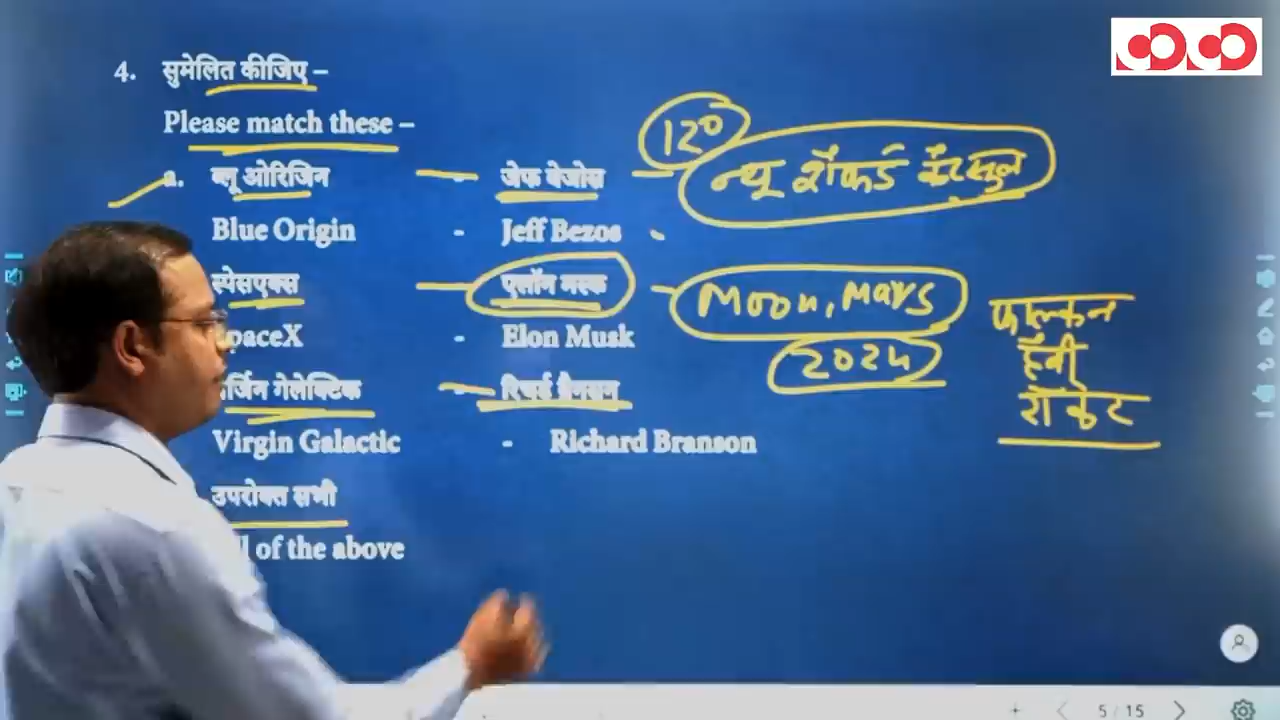 4. सुमेलित कीजिए –
Please match these –
a. ब्लू ओरिजिन - जेफ बेजोस
Blue Origin - Jeff Bezos
स्पेसएक्स - एलॉन मस्क
SpaceX - Elon Musk
वर्जिन गेलेक्टिक - रिचर्ड ब्रैनसन
Virgin Galactic - Richard Branson
उपरोक्त सभी
of the above
120
न्यू शेफर्ड कैप्सूल
Moon, Mars
2024
फाल्कन
हैवी
रॉकेट
5 / 15